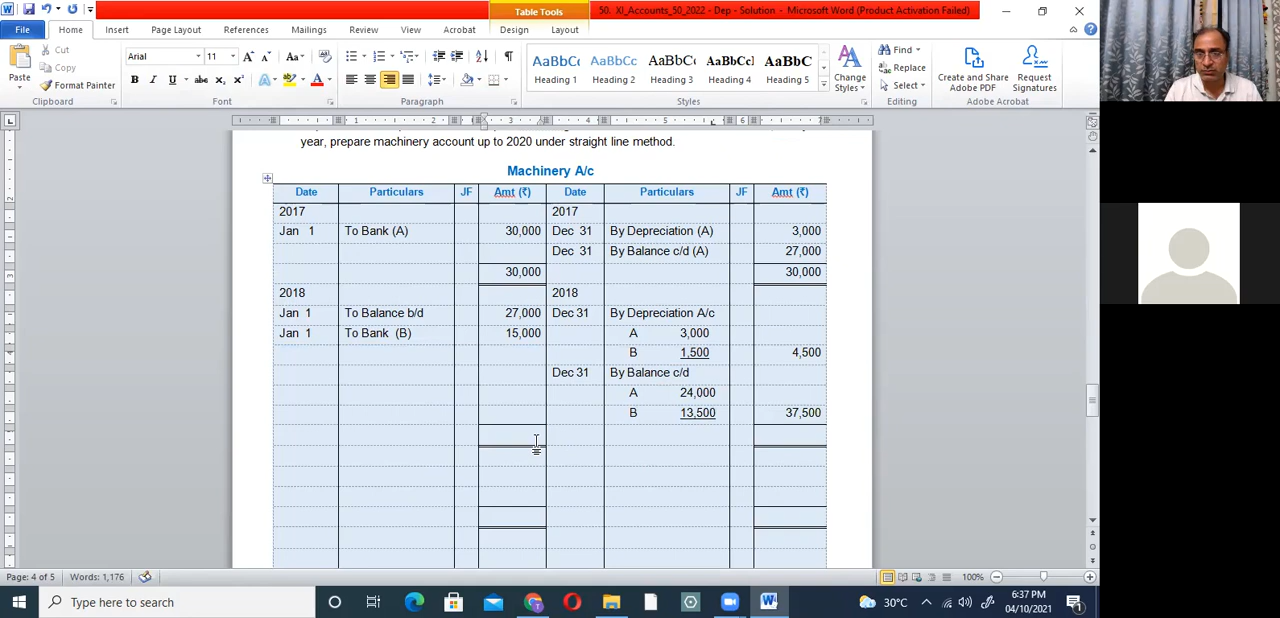 Table Tools
50. XI_Accounts_50_2022 - Dep - Solution - Microsoft Word (Product Activation Failed)
File Home Insert Page Layout References Mailings Review View Acrobat Design Layout
Paste
Cut
Copy
Format Painter
Clipboard
Arial 11
B I U abc x₂ x²
Font
Paragraph
AaBbCc AaBbCc AaBbCc AaBbCc AaBbC
Heading 1 Heading 2 Heading 3 Heading 4 Heading 5
Styles
Change Styles
Find
Replace
Select
Editing
Create and Share Adobe PDF
Request Signatures
Adobe Acrobat
year, prepare machinery account up to 2020 under straight line method.
Machinery A/c
Date Particulars JF Amt (₹) Date Particulars JF Amt (₹)
2017 2017
Jan 1 To Bank (A) 30,000 Dec 31 By Depreciation (A) 3,000
Dec 31 By Balance c/d (A) 27,000
30,000 30,000
2018 2018
Jan 1 To Balance b/d 27,000 Dec 31 By Depreciation A/c
Jan 1 To Bank (B) 15,000 A 3,000
B 1,500 4,500
Dec 31 By Balance c/d
A 24,000
B 13,500 37,500
Page: 4 of 5 Words: 1,176 100%
Type here to search
30°C
6:37 PM
04/10/2021